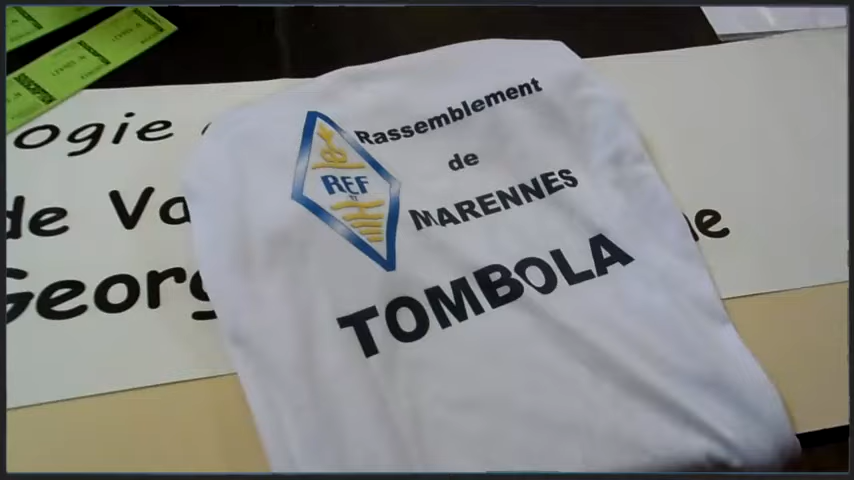 ogie
de Va
Georg
e
Rassemblement
de
MARENNES
REF
TOMBOLA